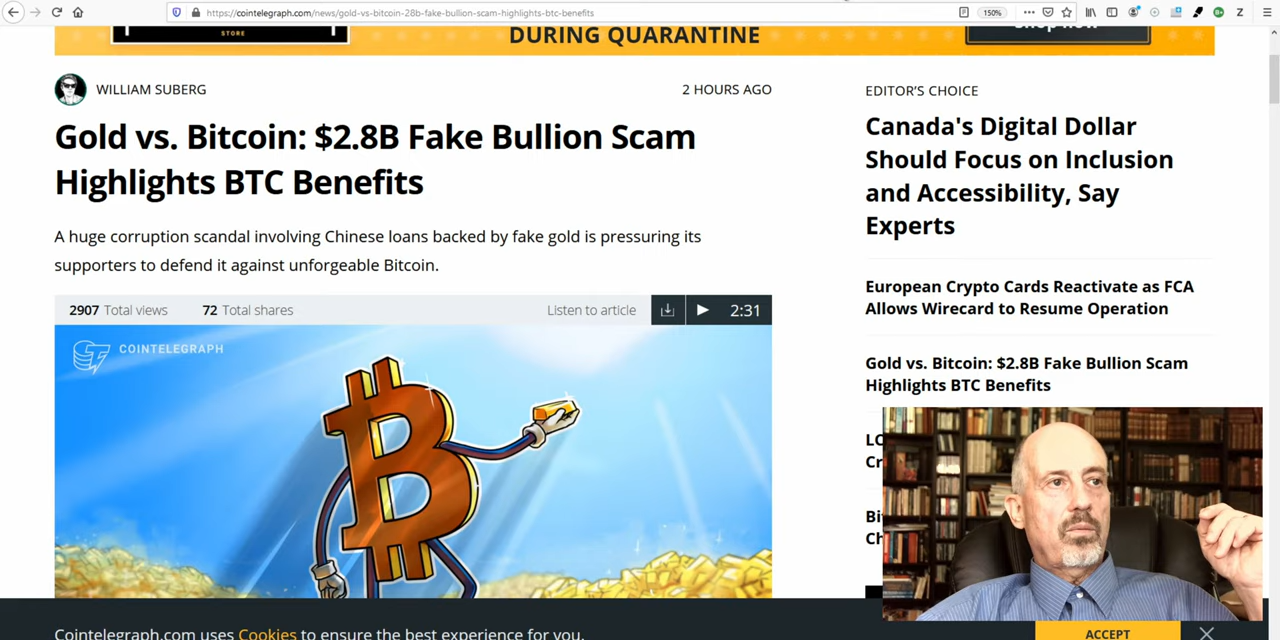 https://cointelegraph.com/news/gold-vs-bitcoin-28b-fake-bullion-scam-highlights-btc-benefits
150%
STORE
DURING QUARANTINE
WILLIAM SUBERG
2 HOURS AGO
Gold vs. Bitcoin: $2.8B Fake Bullion Scam
Highlights BTC Benefits
A huge corruption scandal involving Chinese loans backed by fake gold is pressuring its
supporters to defend it against unforgeable Bitcoin.
2907 Total views
72 Total shares
Listen to article
2:31
COINTELEGRAPH
EDITOR'S CHOICE
Canada's Digital Dollar
Should Focus on Inclusion
and Accessibility, Say
Experts
European Crypto Cards Reactivate as FCA
Allows Wirecard to Resume Operation
Gold vs. Bitcoin: $2.8B Fake Bullion Scam
Highlights BTC Benefits
Cointelegraph.com uses Cookies to ensure the best experience for you.
ACCEPT